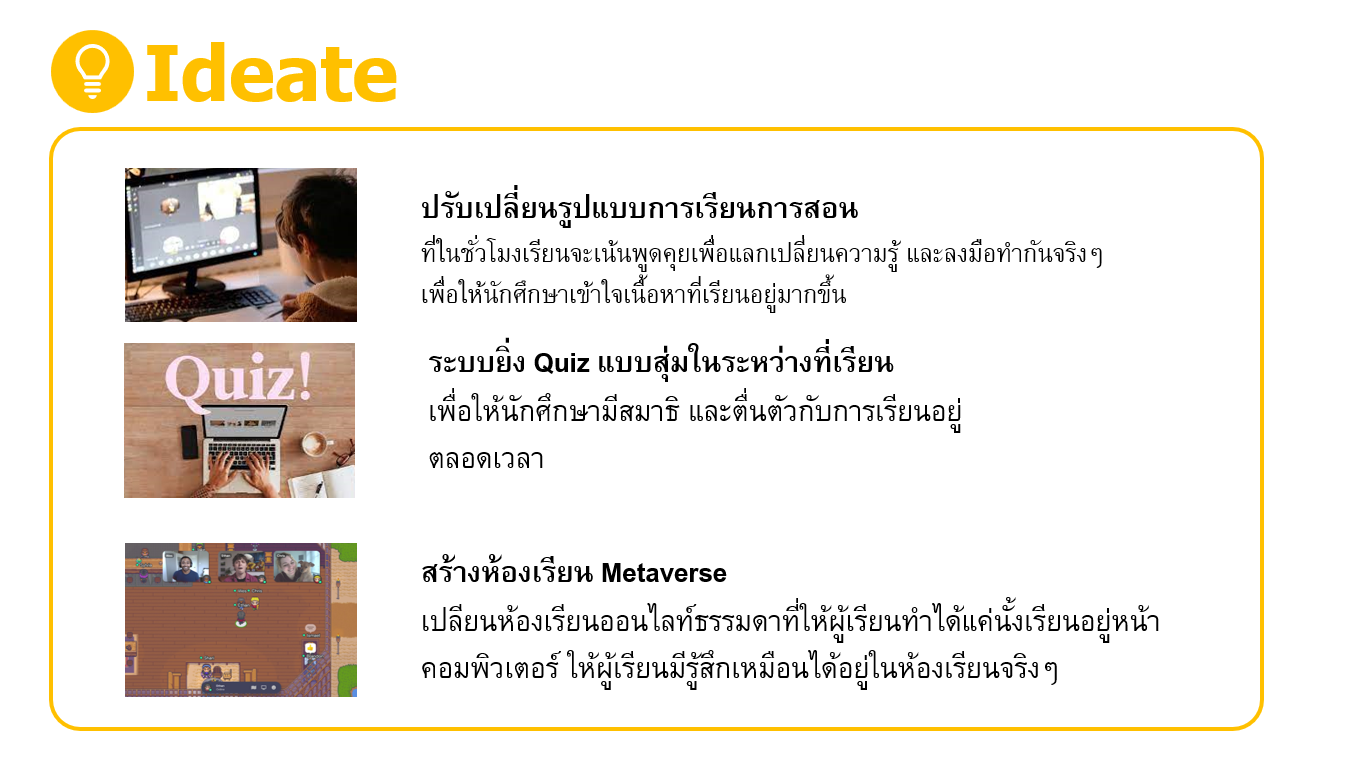 Ideate
ปรับเปลี่ยนรูปแบบการเรียนการสอน
ที่ในชั่วโมงเรียนจะเน้นพูดคุยเพื่อแลกเปลี่ยนความรู้ และลงมือทำกันจริงๆ
เพื่อให้นักศึกษาเข้าใจเนื้อหาที่เรียนอยู่มากขึ้น
Quiz!
ระบบยิ่ง Quiz แบบสุ่มในระหว่างที่เรียน
เพื่อให้นักศึกษามีสมาธิ และตื่นตัวกับการเรียนอยู่
ตลอดเวลา
สร้างห้องเรียน Metaverse
เปลียนห้องเรียนออนไลท์ธรรมดาที่ให้ผู้เรียนทำได้แค่นั้งเรียนอยู่หน้า
คอมพิวเตอร์ ให้ผู้เรียนมีรู้สึกเหมือนได้อยู่ในห้องเรียนจริงๆ